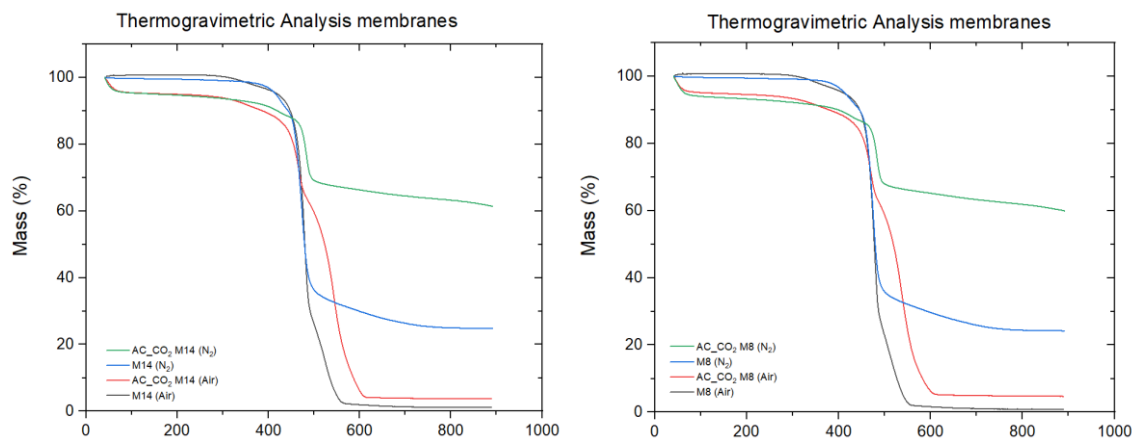 Thermogravimetric Analysis membranes
Mass (%)
100
80
60
40
20
0
AC_CO₂ M14 (N₂)
M14 (N₂)
AC_CO₂ M14 (Air)
M14 (Air)
0 200 400 600 800 1000
Thermogravimetric Analysis membranes
Mass (%)
100
80
60
40
20
0
AC_CO₂ M8 (N₂)
M8 (N₂)
AC_CO₂ M8 (Air)
M8 (Air)
0 200 400 600 800 1000